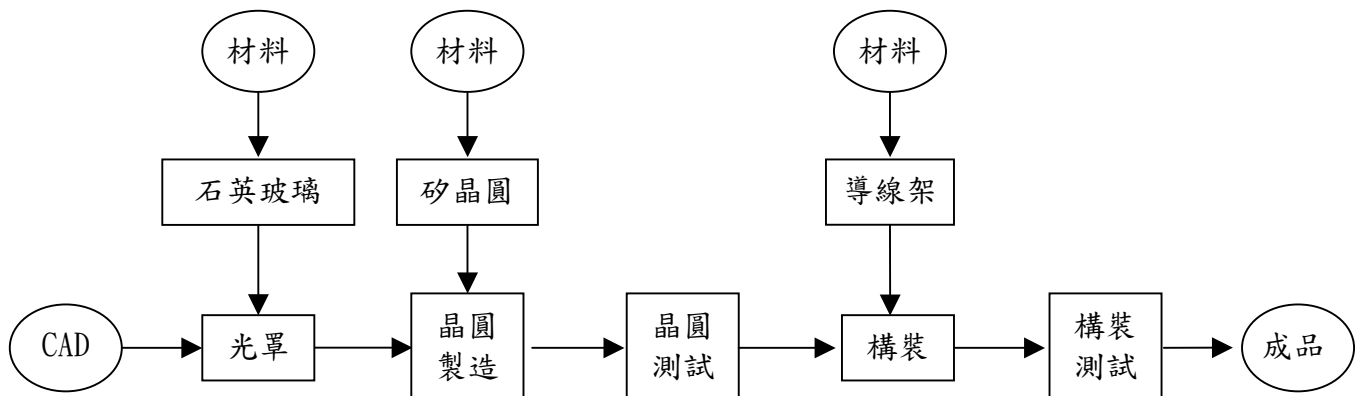 材料
材料
材料
石英玻璃
矽晶圓
導線架
CAD
光罩
晶圓
製造
晶圓
測試
構裝
構裝
測試
成品